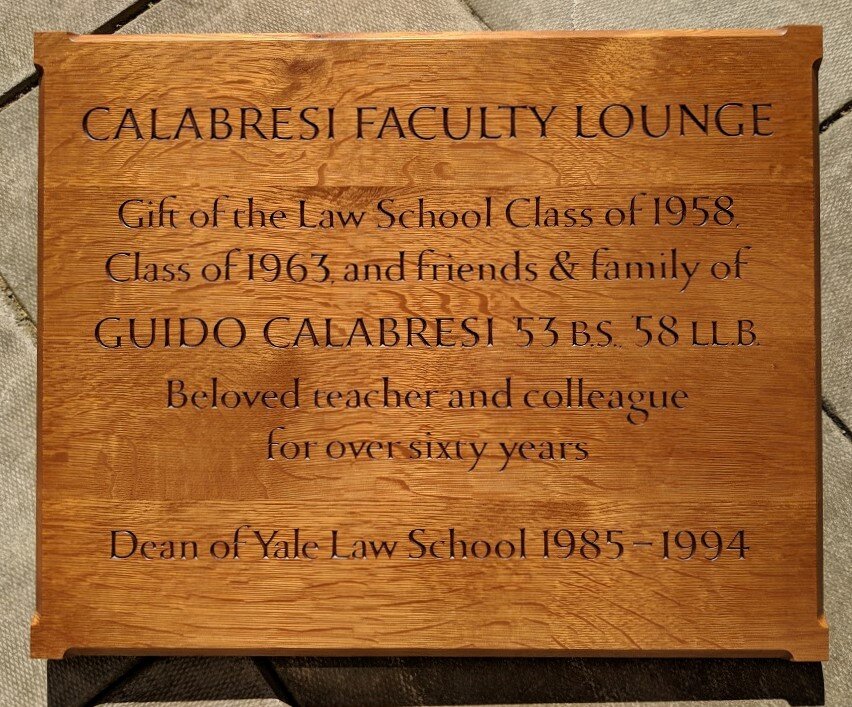 CALABRESI FACULTY LOUNGE
Gift of the Law School Class of 1958,
Class of 1963, and friends & family of
GUIDO CALABRESI '53 B.S., '58 LL.B.
Beloved teacher and colleague
for over sixty years
Dean of Yale Law School 1985–1994